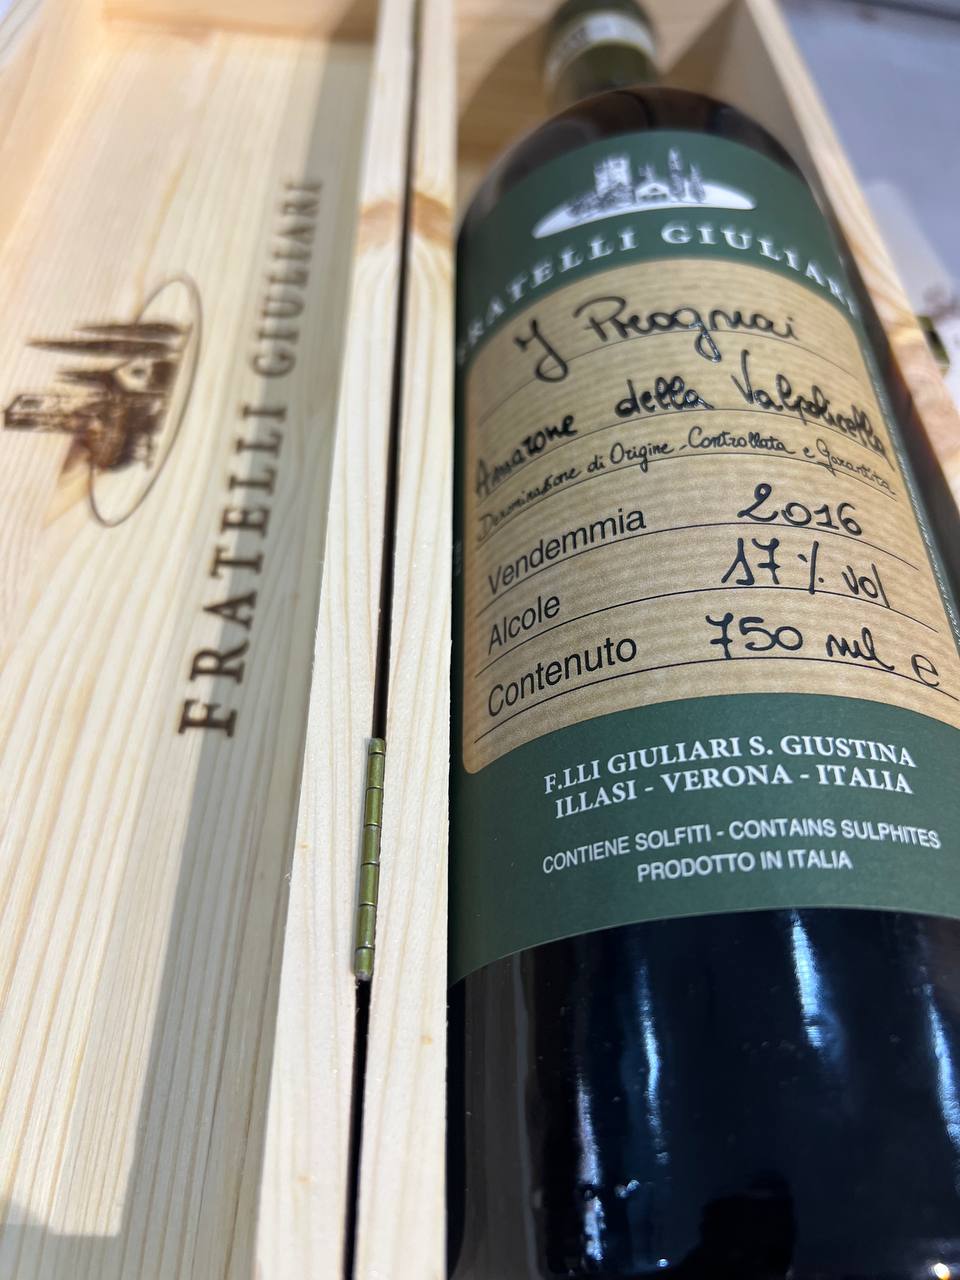 FRATELLI GIULIARI
FRATELLI GIULIARI
I Preognai
Amarone della Valpolicella
Denominazione di Origine Controllata e Garantita
Vendemmia 2016
Alcole 17% vol
Contenuto 750 ml e
F.LLI GIULIARI S. GIUSTINA
ILLASI - VERONA - ITALIA
CONTIENE SOLFITI - CONTAINS SULPHITES
PRODOTTO IN ITALIA